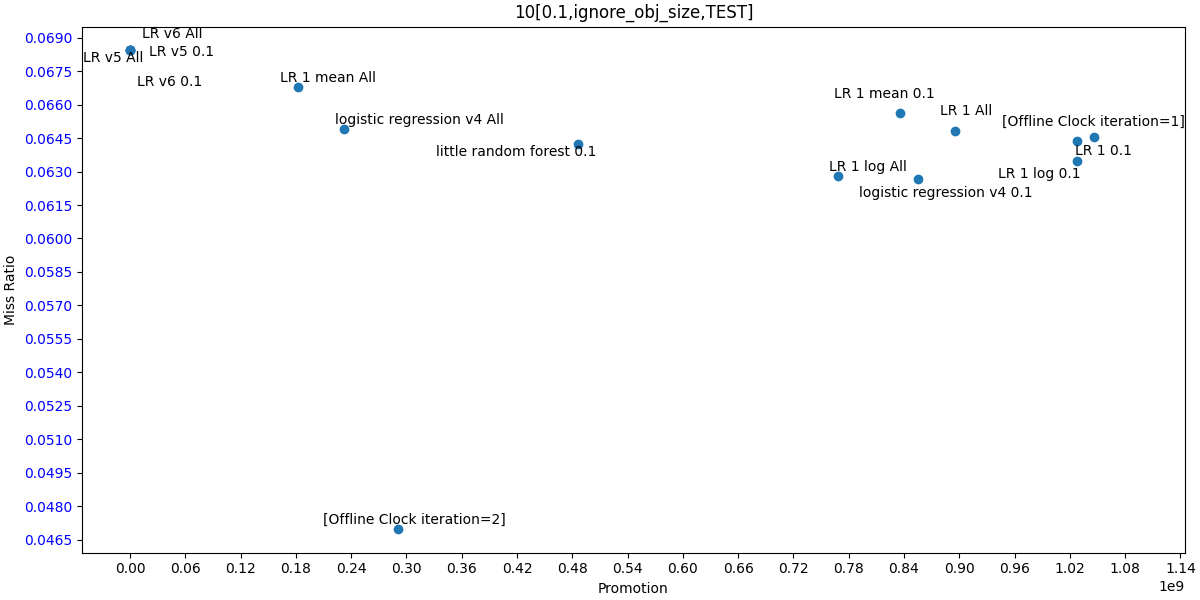 10[0.1,ignore_obj_size,TEST]
0.0690
0.0675
0.0660
0.0645
0.0630
0.0615
0.0600
0.0585
0.0570
0.0555
0.0540
0.0525
0.0510
0.0495
0.0480
0.0465
Miss Ratio
LR v6 All
LR v5 0.1
LR v5 All
LR v6 0.1
LR 1 mean All
logistic regression v4 All
little random forest 0.1
LR 1 mean 0.1
LR 1 All
[Offline Clock iteration=1]
LR 1 0.1
LR 1 log All
LR 1 log 0.1
logistic regression v4 0.1
[Offline Clock iteration=2]
0.00 0.06 0.12 0.18 0.24 0.30 0.36 0.42 0.48 0.54 0.60 0.66 0.72 0.78 0.84 0.90 0.96 1.02 1.08 1.14
1e9
Promotion